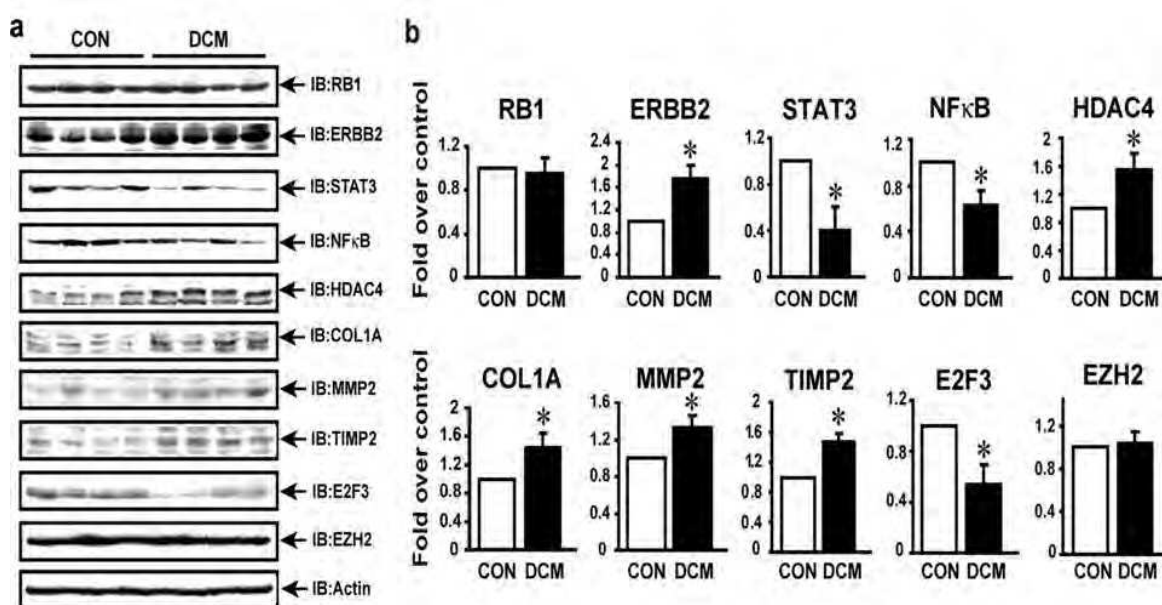 a
CON DCM
IB:RB1
IB:ERBB2
IB:STAT3
IB:NFκB
IB:HDAC4
IB:COL1A
IB:MMP2
IB:TIMP2
IB:E2F3
IB:EZH2
IB:Actin
b
Fold over control
RB1
1.2
0.8
0.4
0
CON DCM
ERBB2
2.4
2
1.6
1.2
0.8
0.4
0
*
CON DCM
STAT3
1.2
0.8
0.4
0
*
CON DCM
NFκB
1.2
0.8
0.4
0
*
CON DCM
HDAC4
2
1.6
1.2
0.8
0.4
0
*
CON DCM
Fold over control
COL1A
2
1.6
1.2
0.8
0.4
0
*
CON DCM
MMP2
1.6
1.2
0.8
0.4
0
*
CON DCM
TIMP2
2
1.6
1.2
0.8
0.4
0
*
CON DCM
E2F3
1.2
0.8
0.4
0
*
CON DCM
EZH2
1.6
1.2
0.8
0.4
0
CON DCM